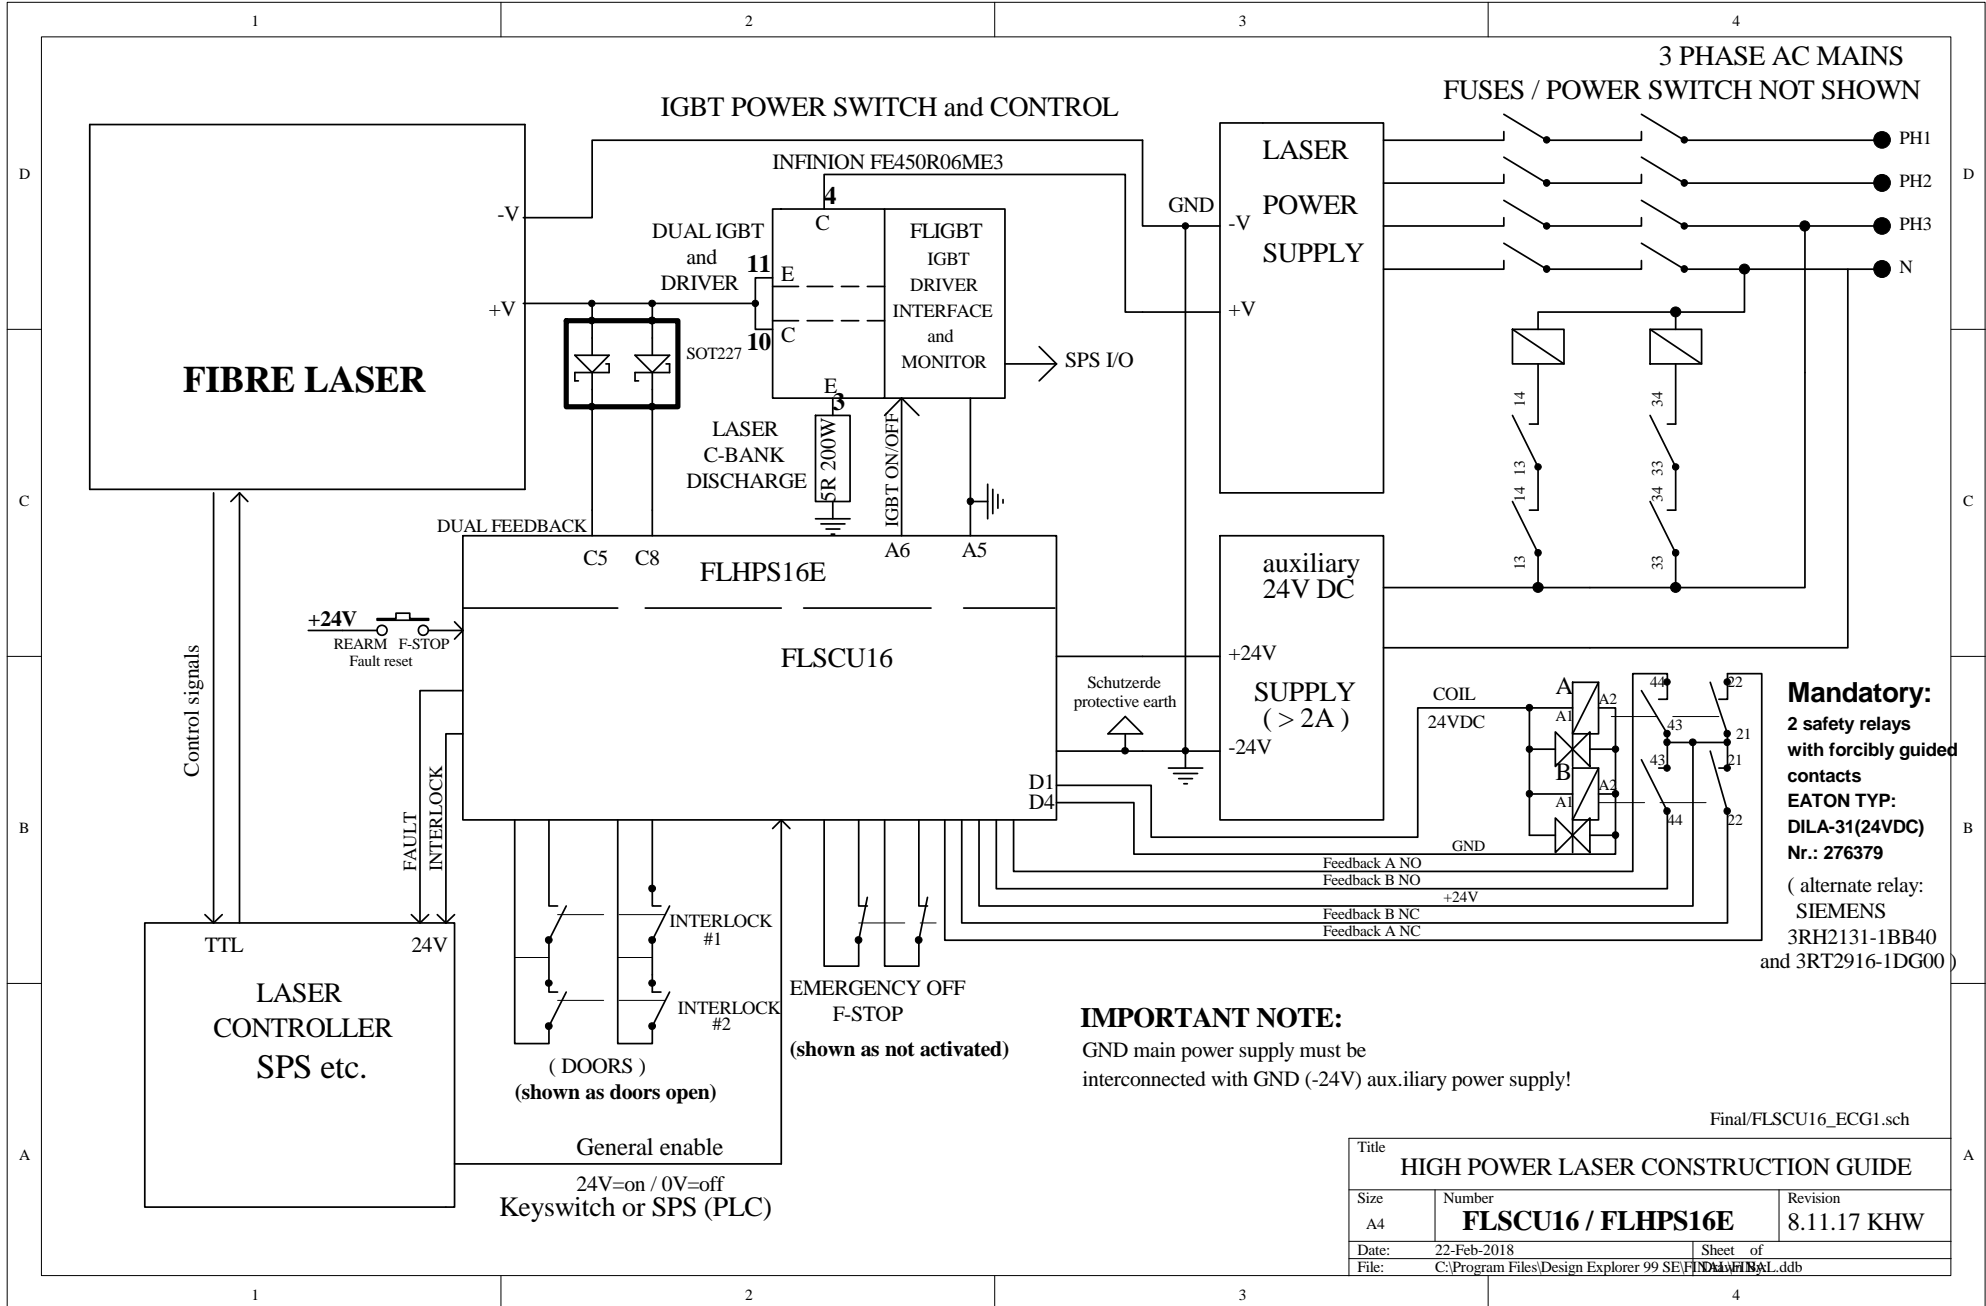 1
2
3
4
D
C
B
A
D
C
B
A
3 PHASE AC MAINS
FUSES / POWER SWITCH NOT SHOWN
IGBT POWER SWITCH and CONTROL
INFINION FE450R06ME3
PH1
PH2
PH3
N
FIBRE LASER
-V
+V
DUAL IGBT
and
DRIVER
4
C
11
E
10
C
E
3
FLIGBT
IGBT
DRIVER
INTERFACE
and
MONITOR
SPS I/O
SOT227
GND
-V
+V
LASER
POWER
SUPPLY
LASER
C-BANK
DISCHARGE
5R 200W
IGBT ON/OFF
14
13
14
13
34
33
34
33
DUAL FEEDBACK
C5
C8
A6
A5
FLHPS16E
FLSCU16
+24V
REARM
F-STOP
Fault reset
Control signals
FAULT
INTERLOCK
auxiliary
24V DC
+24V
SUPPLY
( > 2A )
-24V
Schutzerde
protective earth
D1
D4
COIL
24VDC
GND
A
A1
A2
B
A1
A2
44
43
43
44
22
21
21
22
Feedback A NO
Feedback B NO
+24V
Feedback B NC
Feedback A NC
Mandatory:
2 safety relays
with forcibly guided
contacts
EATON TYP:
DILA-31(24VDC)
Nr.: 276379
( alternate relay:
SIEMENS
3RH2131-1BB40
and 3RT2916-1DG00 )
TTL
24V
LASER
CONTROLLER
SPS etc.
INTERLOCK
#1
INTERLOCK
#2
( DOORS )
(shown as doors open)
EMERGENCY OFF
F-STOP
(shown as not activated)
General enable
24V=on / 0V=off
Keyswitch or SPS (PLC)
IMPORTANT NOTE:
GND main power supply must be
interconnected with GND (-24V) aux.iliary power supply!
Final/FLSCU16_ECG1.sch
Title
HIGH POWER LASER CONSTRUCTION GUIDE
Size
A4
Number
FLSCU16 / FLHPS16E
Revision
8.11.17 KHW
Date:
22-Feb-2018
Sheet of
File:
C:\Program Files\Design Explorer 99 SE\FINAL\FINAL.ddb
1
2
3
4